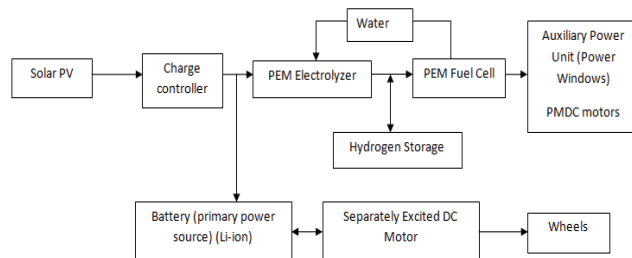 Water
Auxiliary Power
Unit (Power
Windows)
PMDC motors
Solar PV
Charge
controller
PEM Electrolyzer
PEM Fuel Cell
Hydrogen Storage
Battery (primary power
source) (Li-ion)
Separately Excited DC
Motor
Wheels